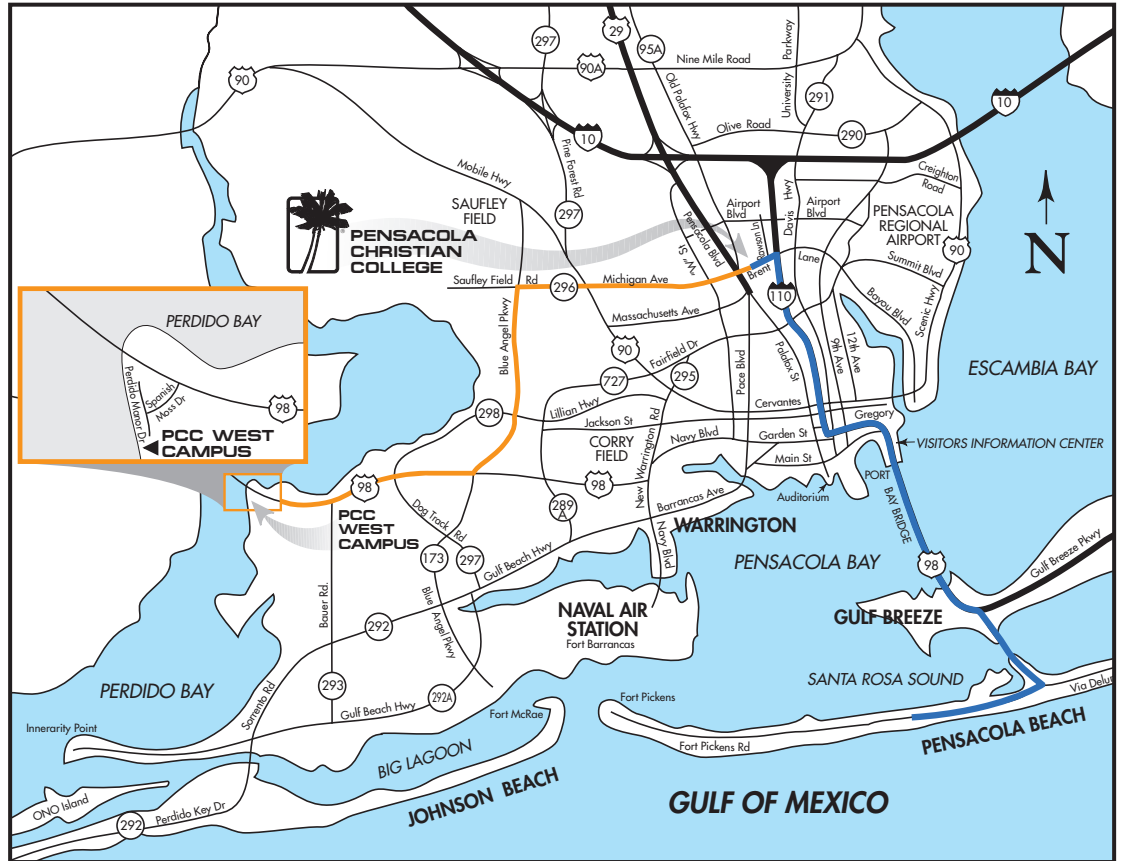 29
297
95A
Nine Mile Road
90A
90
Old Palafox Hwy
University Parkway
291
10
Olive Road
290
10
Pine Forest Rd
Mobile Hwy
Creighton
Road
297
SAUFLEY
FIELD
Airport
Blvd
Davis Hwy
Airport
Blvd
PENSACOLA
REGIONAL
AIRPORT
PENSACOLA
CHRISTIAN
COLLEGE
Pensacola Blvd
"W" St
Rawson Ln
90
Brent
Lane
Summit Blvd
Saufley Field
Rd
296
Michigan Ave
110
Bayou Blvd
Scenic Hwy
N
PERDIDO BAY
Perdido Manor Dr
Spanish
Moss Dr
98
PCC WEST
CAMPUS
Blue Angel Pkwy
Massachusetts Ave
90
Fairfield Dr
Pace Blvd
Palafox St
9th Ave
12th Ave
ESCAMBIA BAY
727
295
298
Lillian Hwy
Jackson St
Cervantes
Gregory
CORRY
FIELD
New Warrington Rd
Navy Blvd
Garden St
Main St
VISITORS INFORMATION CENTER
PORT
98
98
Auditorium
BAY BRIDGE
PCC
WEST
CAMPUS
Dog Track Rd
289
A
Barrancas Ave
WARRINGTON
Navy Blvd
Gulf Beach Hwy
173
297
PENSACOLA BAY
98
Gulf Breeze Pkwy
Bauer Rd.
Blue Angel Pkwy
NAVAL AIR
STATION
Fort Barrancas
GULF BREEZE
292
PERDIDO BAY
293
292A
SANTA ROSA SOUND
Via Delun
Sorrento Rd
Gulf Beach Hwy
Fort McRae
Fort Pickens
Innerarity Point
Fort Pickens Rd
PENSACOLA BEACH
BIG LAGOON
JOHNSON BEACH
GULF OF MEXICO
ONO Island
292
Perdido Key Dr